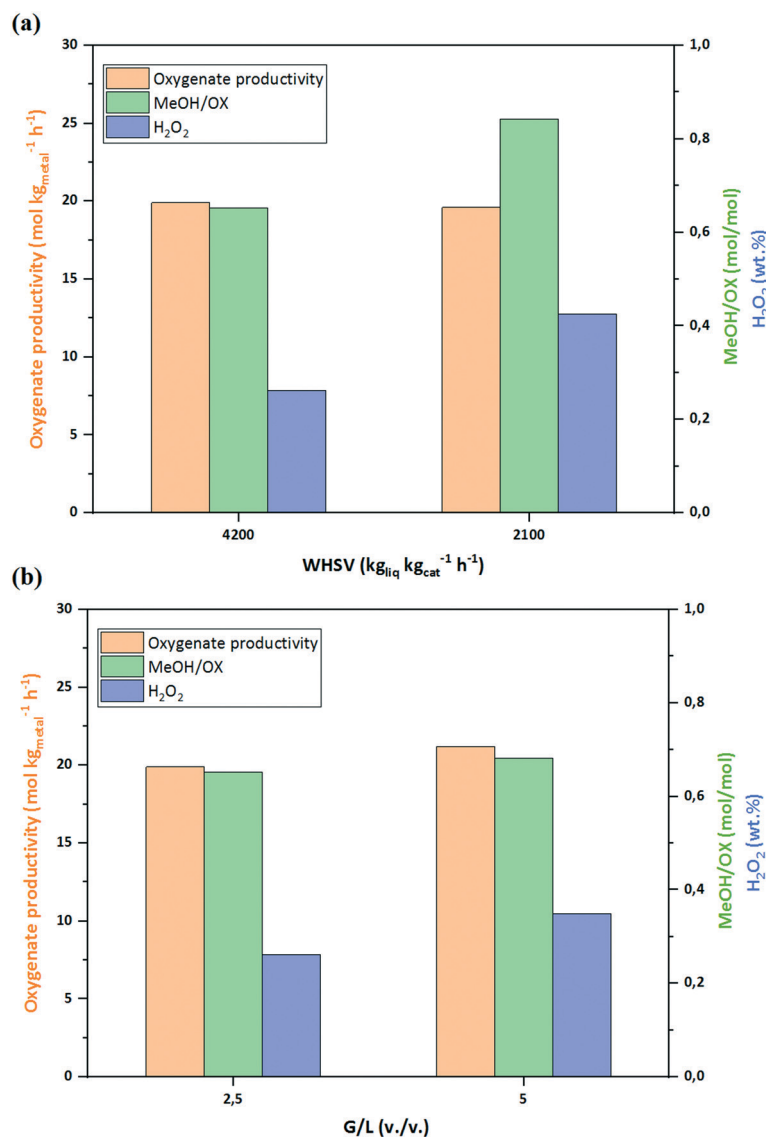 (a)
30
25
20
15
10
5
0
Oxygenate productivity (mol kg_metal^-1 h^-1)
Oxygenate productivity
MeOH/OX
H₂O₂
1,0
0,8
0,6
0,4
0,2
0,0
MeOH/OX (mol/mol)
H₂O₂ (wt.%)
4200
2100
WHSV (kg_liq kg_cat^-1 h^-1)
(b)
30
25
20
15
10
5
0
Oxygenate productivity (mol kg_metal^-1 h^-1)
Oxygenate productivity
MeOH/OX
H₂O₂
1,0
0,8
0,6
0,4
0,2
0,0
MeOH/OX (mol/mol)
H₂O₂ (wt.%)
2,5
5
G/L (v./v.)